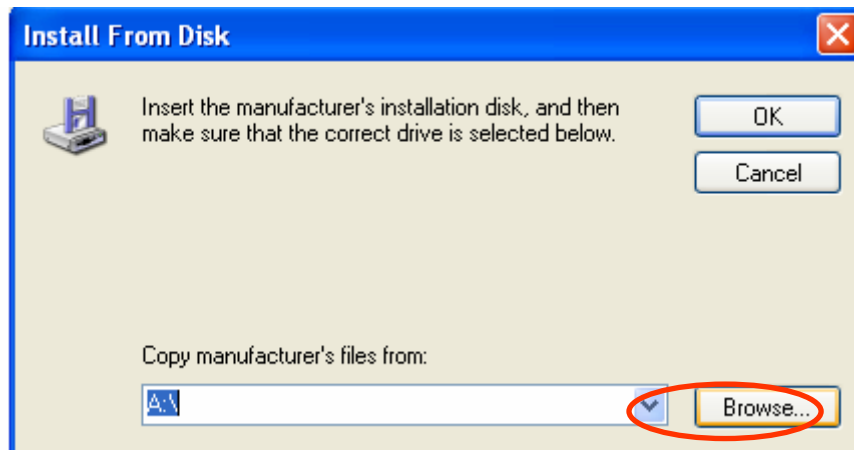 Install From Disk
Insert the manufacturer's installation disk, and then
make sure that the correct drive is selected below.
OK
Cancel
Copy manufacturer's files from:
A:\
Browse...